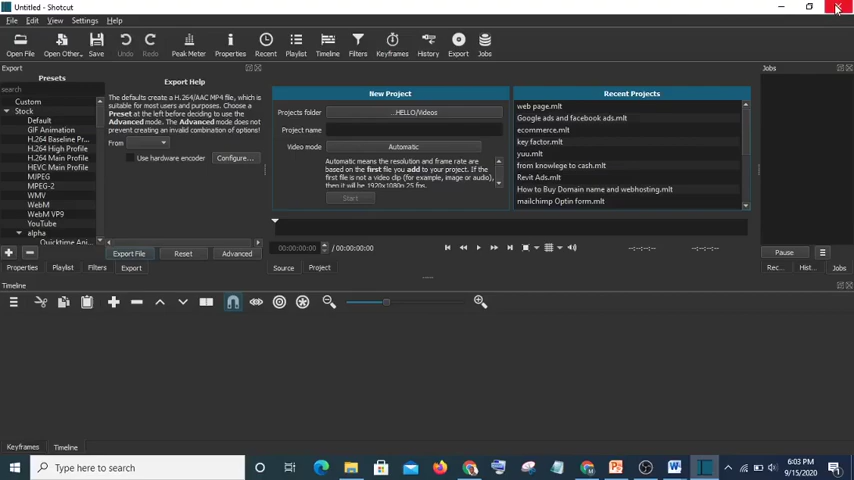 Untitled - Shotcut
File Edit View Settings Help
Open File Open Other.. Save Undo Redo Peak Meter Properties Recent Playlist Timeline Filters Keyframes History Export Jobs
Export
Presets
search
Custom
Stock
Default
GIF Animation
H.264 Baseline Pr...
H.264 High Profile
H.264 Main Profile
HEVC Main Profile
MJPEG
MPEG-2
WMV
WebM
WebM VP9
YouTube
alpha
Quicktime Ani...
Export Help
The defaults create a H.264/AAC MP4 file, which is
suitable for most users and purposes. Choose a
Preset at the left before deciding to use the
Advanced mode. The Advanced mode does not
prevent creating an invalid combination of options!
From
Use hardware encoder Configure...
Export File Reset Advanced
Properties Playlist Filters Export
New Project
Projects folder ...HELLO/Videos
Project name
Video mode Automatic
Automatic means the resolution and frame rate are
based on the first file you add to your project. If the
first file is not a video clip (for example, image or audio),
then it will be 1920x1080p 25 fps.
Start
Recent Projects
web page.mlt
Google ads and facebook ads.mlt
ecommerce.mlt
key factor.mlt
yuu.mlt
from knowlege to cash.mlt
Revit Ads.mlt
How to Buy Domain name and webhosting.mlt
mailchimp Optin form.mlt
00:00:00:00 / 00:00:00:00 --:--:--:-- --:--:--:--
Source Project
Jobs
Pause
Rec... Hist... Jobs
Timeline
Keyframes Timeline
Type here to search
6:03 PM
9/15/2020